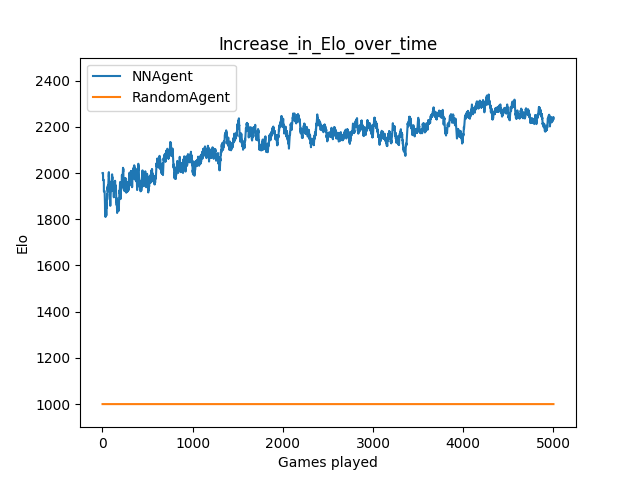 Increase_in_Elo_over_time
NNAgent
RandomAgent
2400
2200
2000
1800
1600
1400
1200
1000
Elo
0 1000 2000 3000 4000 5000
Games played